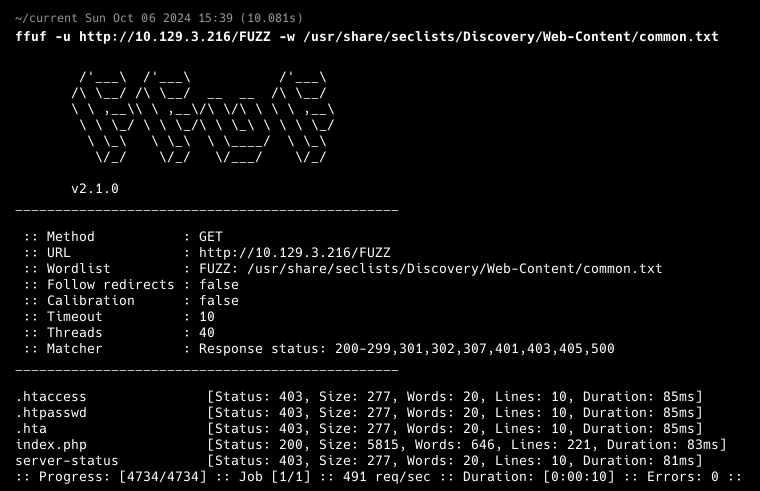 ~/current Sun Oct 06 2024 15:39 (10.081s)
ffuf -u http://10.129.3.216/FUZZ -w /usr/share/seclists/Discovery/Web-Content/common.txt
        /'___\  /'___\           /'___\
       /\ \__/ /\ \__/  __  __  /\ \__/
       \ \ ,__\\ \ ,__\/\ \/\ \ \ \ ,__\
        \ \ \_/ \ \ \_/\ \ \_\ \ \ \ \_/
         \ \_\   \ \_\  \ \____/  \ \_\
          \/_/    \/_/   \/___/    \/_/
       v2.1.0
________________________________________________
 :: Method           : GET
 :: URL              : http://10.129.3.216/FUZZ
 :: Wordlist         : FUZZ: /usr/share/seclists/Discovery/Web-Content/common.txt
 :: Follow redirects : false
 :: Calibration      : false
 :: Timeout          : 10
 :: Threads          : 40
 :: Matcher          : Response status: 200-299,301,302,307,401,403,405,500
________________________________________________
.htaccess               [Status: 403, Size: 277, Words: 20, Lines: 10, Duration: 85ms]
.htpasswd               [Status: 403, Size: 277, Words: 20, Lines: 10, Duration: 85ms]
.hta                    [Status: 403, Size: 277, Words: 20, Lines: 10, Duration: 85ms]
index.php               [Status: 200, Size: 5815, Words: 646, Lines: 221, Duration: 83ms]
server-status           [Status: 403, Size: 277, Words: 20, Lines: 10, Duration: 81ms]
:: Progress: [4734/4734] :: Job [1/1] :: 491 req/sec :: Duration: [0:00:10] :: Errors: 0 ::